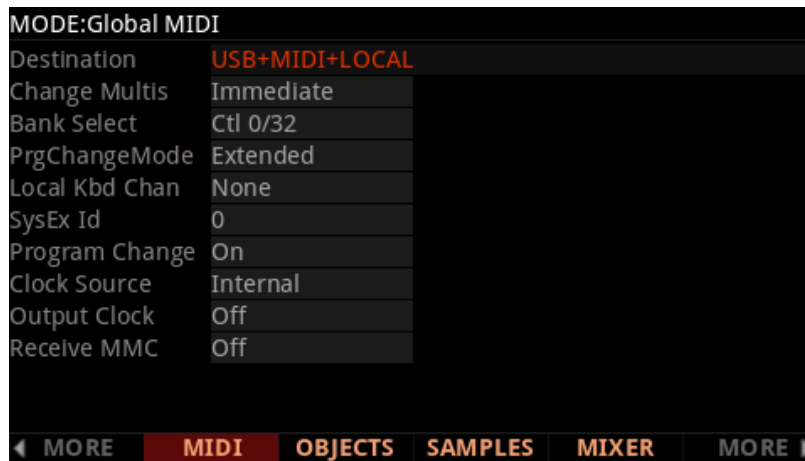 MODE:Global MIDI
Destination USB+MIDI+LOCAL
Change Multis Immediate
Bank Select Ctl 0/32
PrgChangeMode Extended
Local Kbd Chan None
SysEx Id 0
Program Change On
Clock Source Internal
Output Clock Off
Receive MMC Off
MORE MIDI OBJECTS SAMPLES MIXER MORE